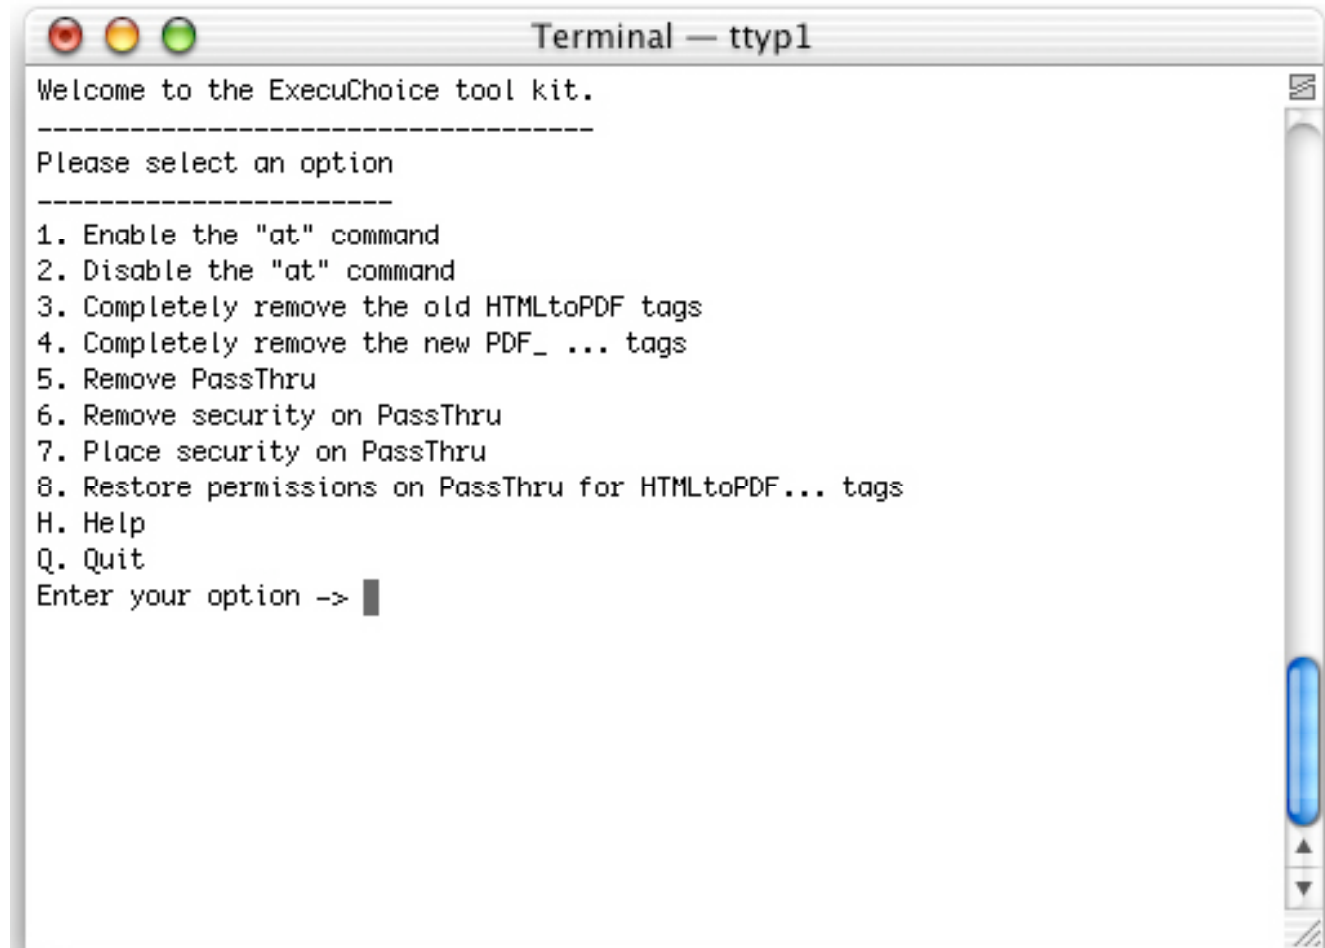 Terminal — ttyp1
Welcome to the ExecuChoice tool kit.
------------------------------------
Please select an option
-----------------------
1. Enable the "at" command
2. Disable the "at" command
3. Completely remove the old HTMLtoPDF tags
4. Completely remove the new PDF_ ... tags
5. Remove PassThru
6. Remove security on PassThru
7. Place security on PassThru
8. Restore permissions on PassThru for HTMLtoPDF... tags
H. Help
Q. Quit
Enter your option ->